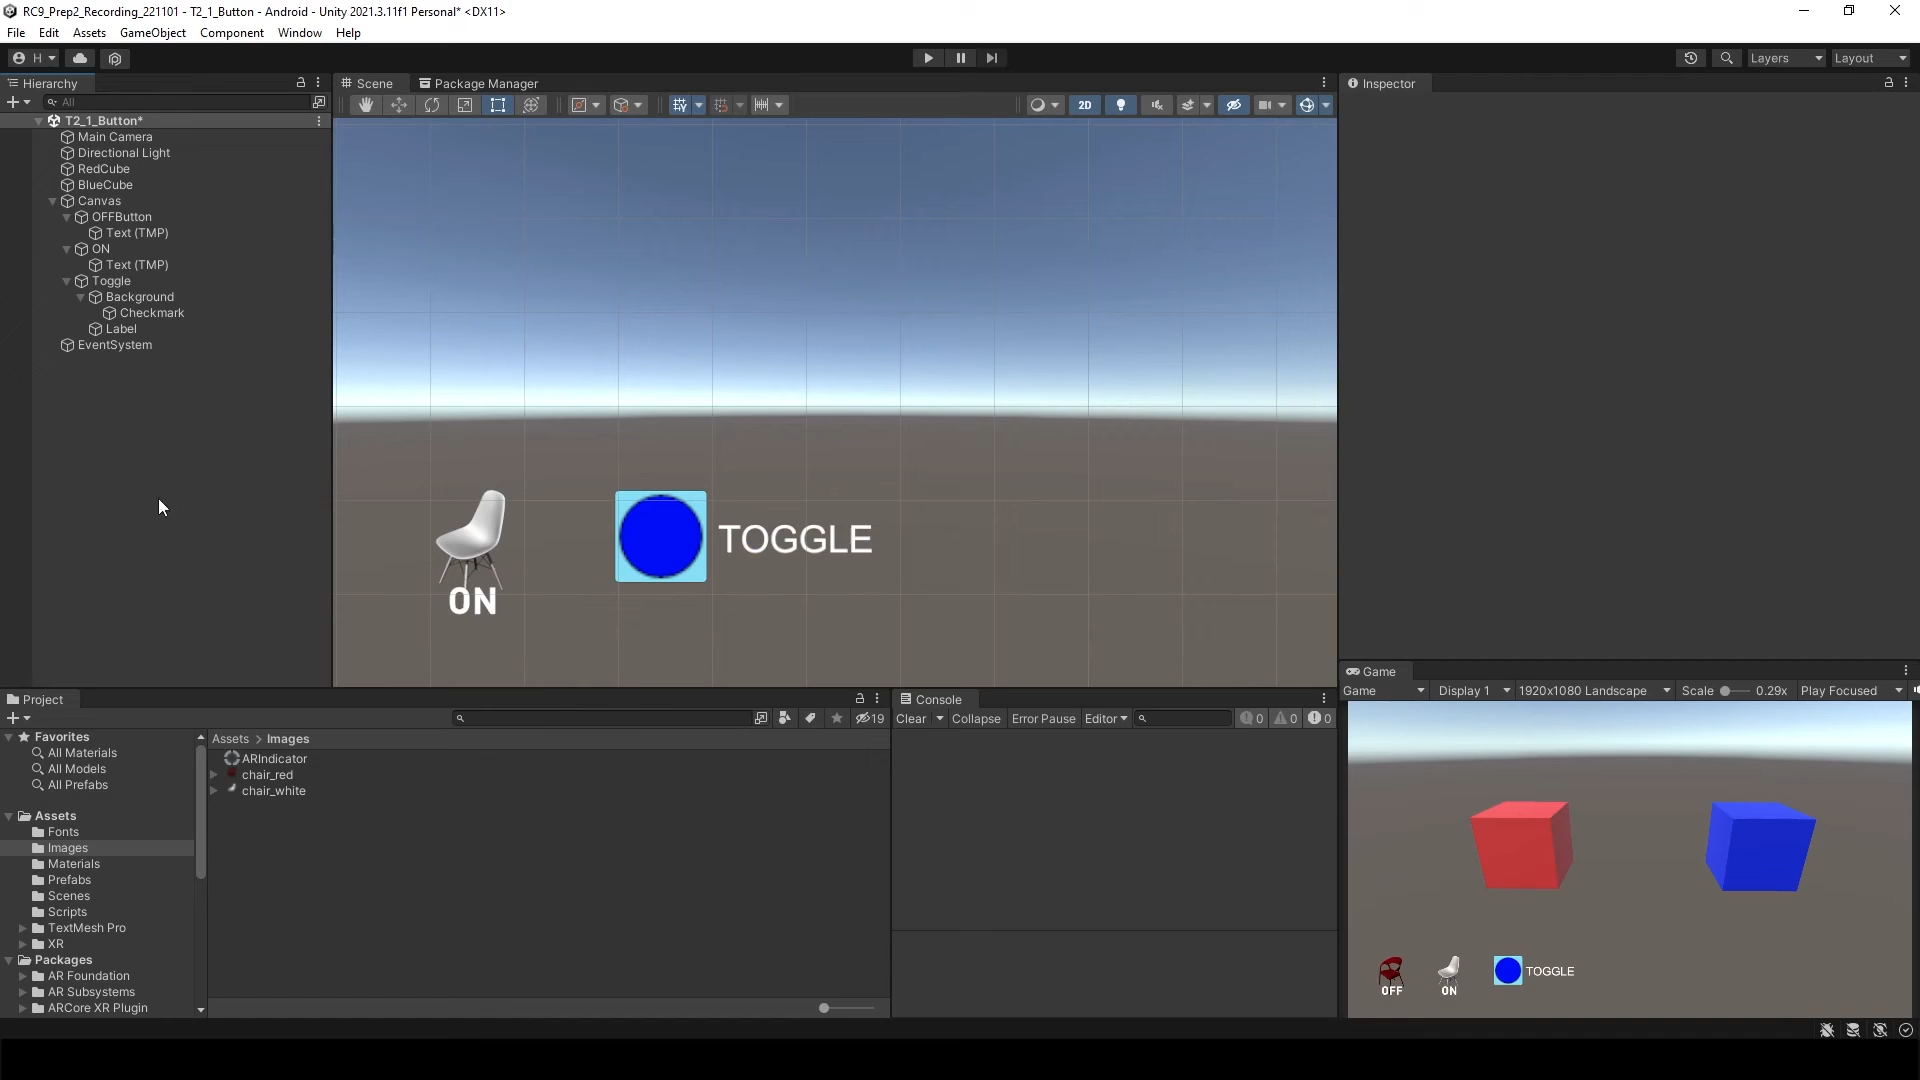 RC9_Prep2_Recording_221101 - T2_1_Button - Android - Unity 2021.3.11f1 Personal* <DX11>
File Edit Assets GameObject Component Window Help
H Layers Layout
Hierarchy
All
T2_1_Button*
Main Camera
Directional Light
RedCube
BlueCube
Canvas
OFFButton
Text (TMP)
ON
Text (TMP)
Toggle
Background
Checkmark
Label
EventSystem
Scene Package Manager
2D
TOGGLE
ON
Inspector
Project
19
Favorites
All Materials
All Models
All Prefabs
Assets
Fonts
Images
Materials
Prefabs
Scenes
Scripts
TextMesh Pro
XR
Packages
AR Foundation
AR Subsystems
ARCore XR Plugin
Assets > Images
ARIndicator
chair_red
chair_white
Console
Clear Collapse Error Pause Editor 0 0 0
Game
Game Display 1 1920x1080 Landscape Scale 0.29x Play Focused
OFF ON TOGGLE